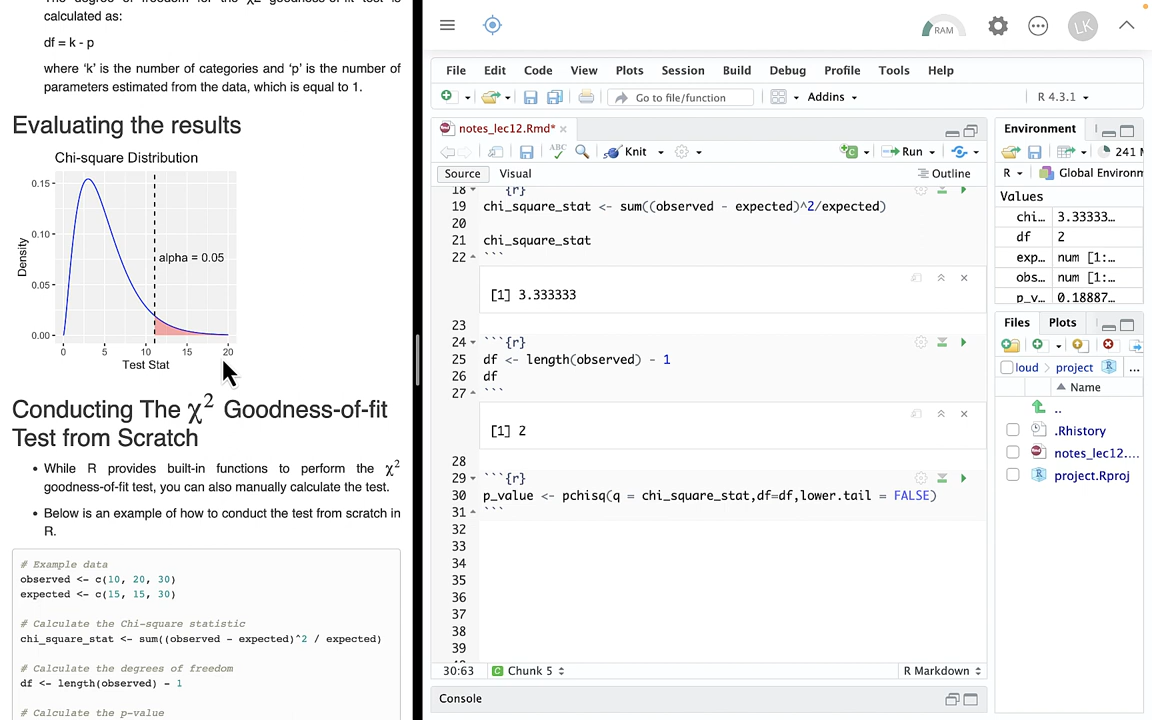 The degree of freedom for the χ2 goodness-of-fit test is
calculated as:
df = k - p
where ‘k’ is the number of categories and ‘p’ is the number of
parameters estimated from the data, which is equal to 1.
Evaluating the results
Chi-square Distribution
0.15
0.10
0.05
0.00
Density
alpha = 0.05
0 5 10 15 20
Test Stat
Conducting The χ² Goodness-of-fit
Test from Scratch
• While R provides built-in functions to perform the χ²
goodness-of-fit test, you can also manually calculate the test.
• Below is an example of how to conduct the test from scratch in
R.
# Example data
observed <- c(10, 20, 30)
expected <- c(15, 15, 30)
# Calculate the Chi-square statistic
chi_square_stat <- sum((observed - expected)^2 / expected)
# Calculate the degrees of freedom
df <- length(observed) - 1
# Calculate the p-value
RAM
LK
File Edit Code View Plots Session Build Debug Profile Tools Help
Go to file/function
Addins
R 4.3.1
notes_lec12.Rmd*
ABC
Knit
Run
Source Visual
Outline
18 {r}
19 chi_square_stat <- sum((observed - expected)^2/expected)
20
21 chi_square_stat
22 ```
[1] 3.333333
23
24 ```{r}
25 df <- length(observed) - 1
26 df
27 ```
[1] 2
28
29 ```{r}
30 p_value <- pchisq(q = chi_square_stat,df=df,lower.tail = FALSE)
31 ```
32
33
34
35
36
37
38
39
30:63
Chunk 5
R Markdown
Console
Environment
241 M
R
Global Environm
Values
chi… 3.33333…
df 2
exp… num [1:…
obs… num [1:…
p_v… 0.18887…
Files Plots
loud project ...
Name
..
.Rhistory
notes_lec12....
project.Rproj